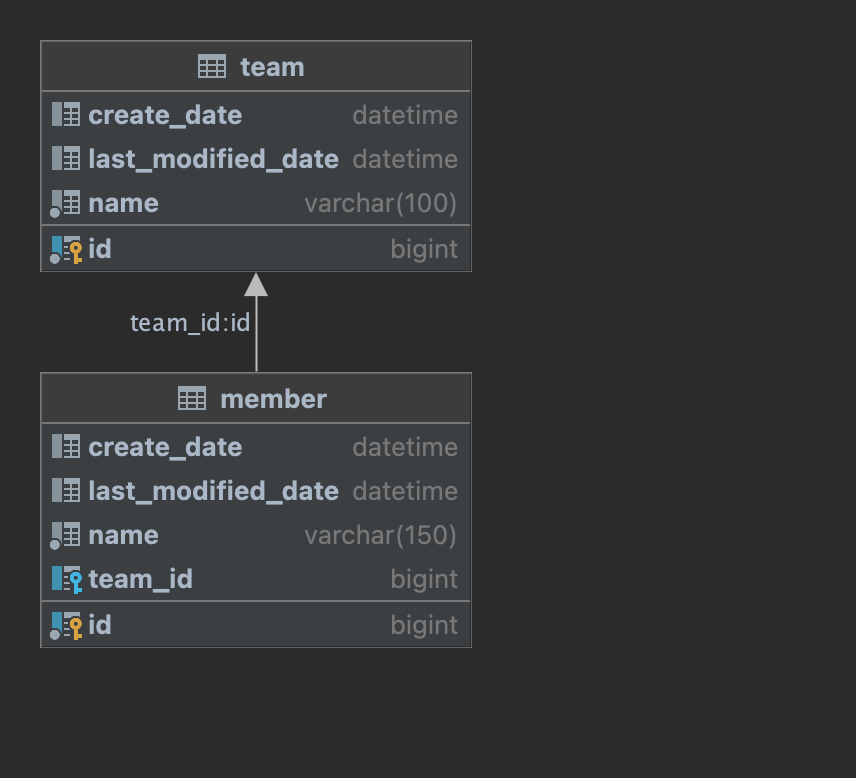 team
create_date datetime
last_modified_date datetime
name varchar(100)
id bigint
team_id:id
member
create_date datetime
last_modified_date datetime
name varchar(150)
team_id bigint
id bigint